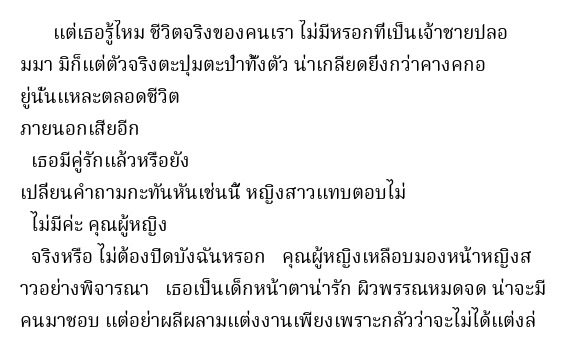 แต่เธอรู้ไหม ชีวิตจริงของคนเรา ไม่มีหรอกที่เป็นเจ้าชายปลอ
มมา มีก็แต่ตัวจริงตะปุ่มตะป่ำทั้งตัว น่าเกลียดยิ่งกว่าคางคกอ
ยู่นั่นแหละตลอดชีวิต
ภายนอกเสียอีก
เธอมีคู่รักแล้วหรือยัง
เปลี่ยนคำถามกะทันหันเช่นนี้ หญิงสาวแทบตอบไม่
ไม่มีค่ะ คุณผู้หญิง
จริงหรือ ไม่ต้องปิดบังฉันหรอก คุณผู้หญิงเหลือบมองหน้าหญิงส
าวอย่างพิจารณา เธอเป็นเด็กหน้าตาน่ารัก ผิวพรรณหมดจด น่าจะมี
คนมาชอบ แต่อย่าผลีผลามแต่งงานเพียงเพราะกลัวว่าจะไม่ได้แต่งล่